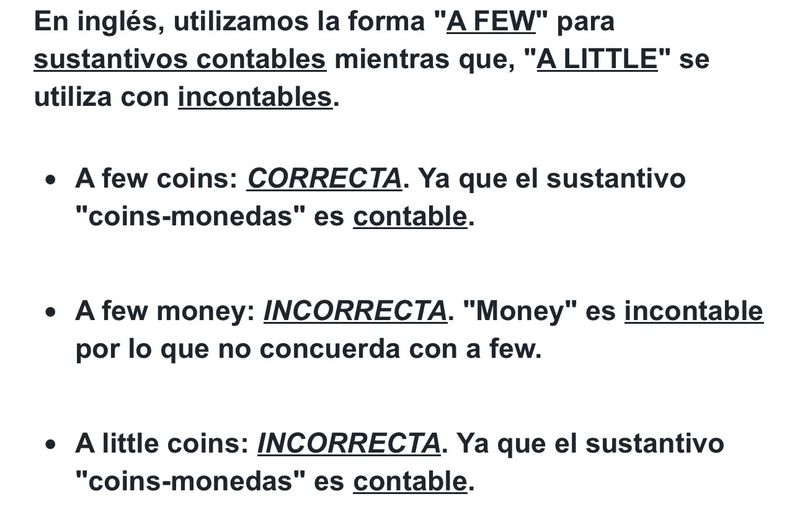 En inglés, utilizamos la forma "A FEW" para
sustantivos contables mientras que, "A LITTLE" se
utiliza con incontables.
• A few coins: CORRECTA. Ya que el sustantivo
"coins-monedas" es contable.
• A few money: INCORRECTA. "Money" es incontable
por lo que no concuerda con a few.
• A little coins: INCORRECTA. Ya que el sustantivo
"coins-monedas" es contable.